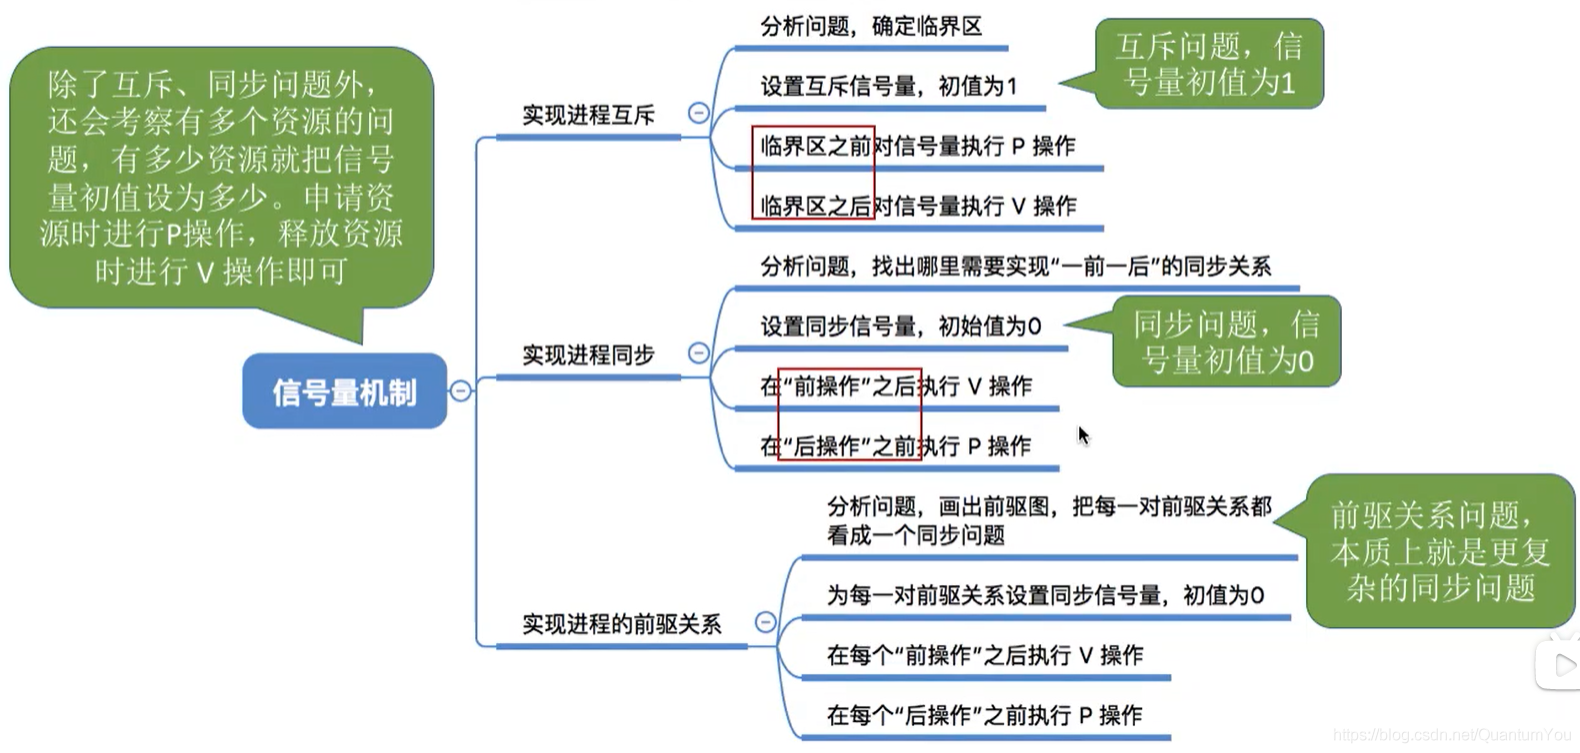 除了互斥、同步问题外，
还会考察有多个资源的问
题，有多少资源就把信号
量初值设为多少。申请资
源时进行P操作，释放资源
时进行 V 操作即可
信号量机制
实现进程互斥
分析问题，确定临界区
设置互斥信号量，初值为1
临界区之前对信号量执行 P 操作
临界区之后对信号量执行 V 操作
互斥问题，信
号量初值为1
实现进程同步
分析问题，找出哪里需要实现“一前一后”的同步关系
设置同步信号量，初始值为0
在“前操作”之后执行 V 操作
在“后操作”之前执行 P 操作
同步问题，信
号量初值为0
实现进程的前驱关系
分析问题，画出前驱图，把每一对前驱关系都
看成一个同步问题
为每一对前驱关系设置同步信号量，初值为0
在每个“前操作”之后执行 V 操作
在每个“后操作”之前执行 P 操作
前驱关系问题，
本质上就是更复
杂的同步问题
https://blog.csdn.net/QuantumYou